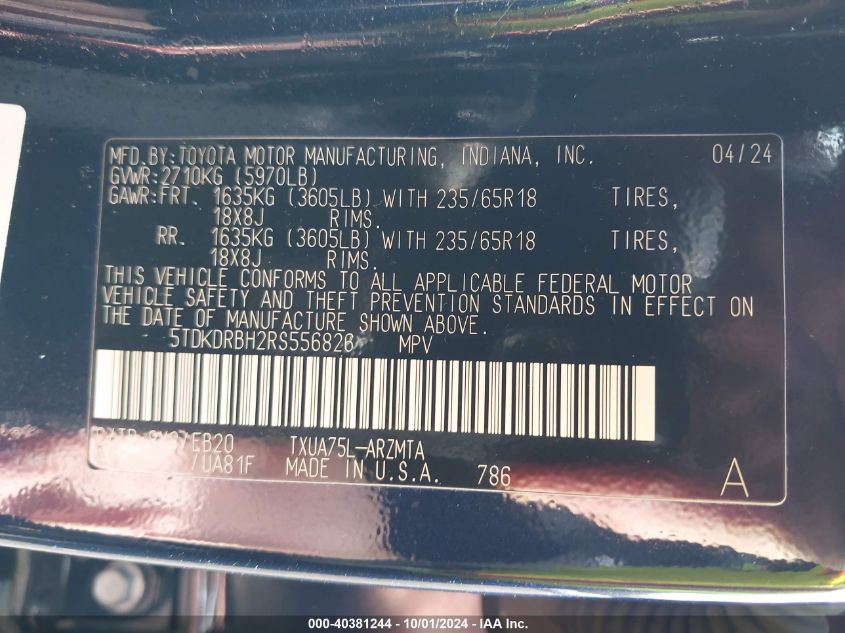 MFD.BY:TOYOTA MOTOR MANUFACTURING, INDIANA, INC. 04/24
GVWR:2710KG (5970LB)
GAWR:FRT. 1635KG (3605LB) WITH 235/65R18 TIRES,
18X8J RIMS.
RR. 1635KG (3605LB) WITH 235/65R18 TIRES,
18X8J RIMS.
THIS VEHICLE CONFORMS TO ALL APPLICABLE FEDERAL MOTOR
VEHICLE SAFETY AND THEFT PREVENTION STANDARDS IN EFFECT ON
THE DATE OF MANUFACTURE SHOWN ABOVE.
5TDKDRBH2RS556826 MPV
TXUA75L-ARZMTA
/UA81F MADE IN U.S.A. 786 A
000-40381244 - 10/01/2024 - IAA Inc.